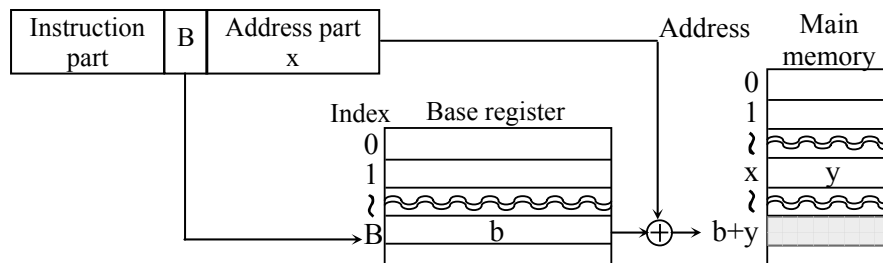 Instruction part
B
Address part
x
Address
Main
memory
Index
Base register
0
1
~
B
b
0
1
~
x
y
~
b+y